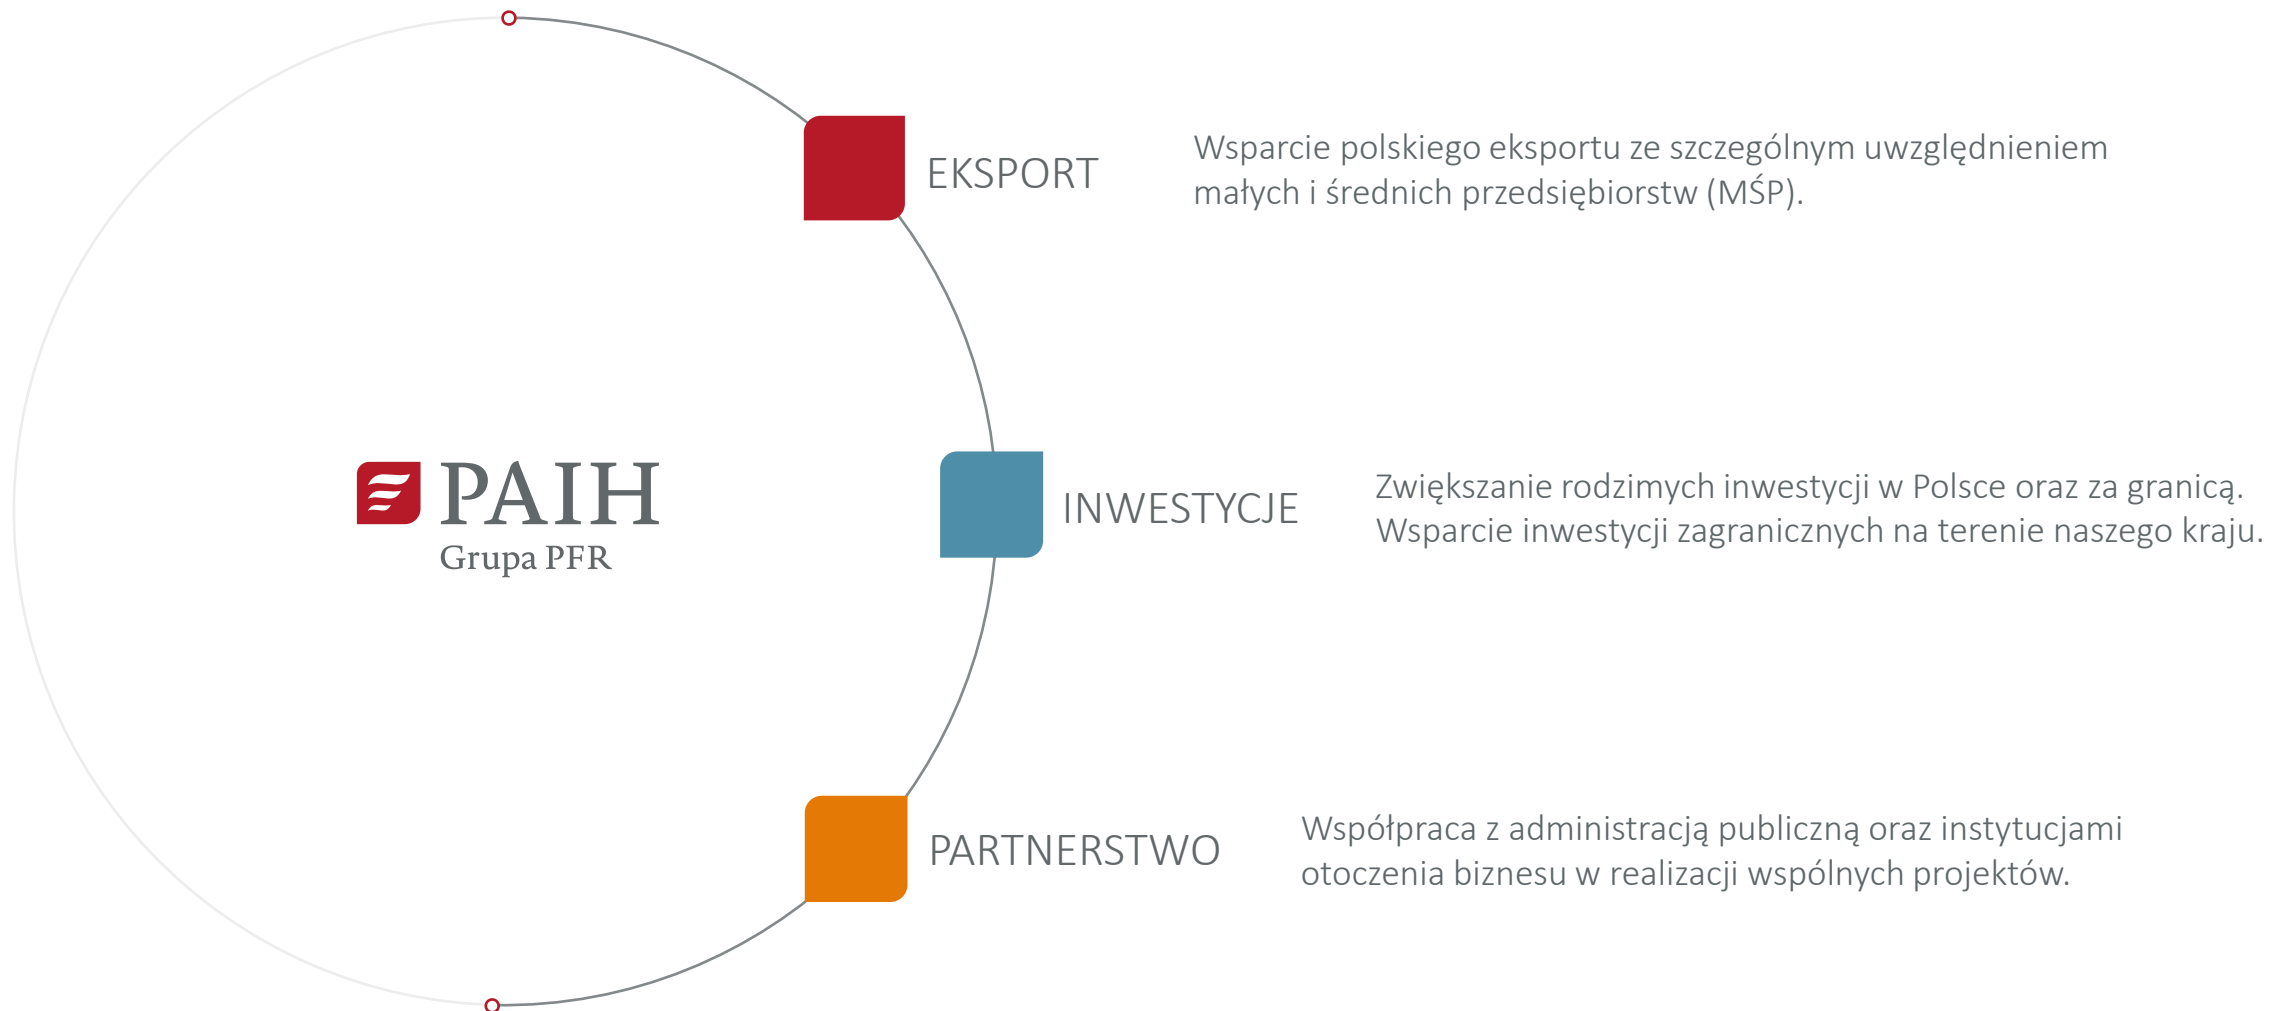 EKSPORT
Wsparcie polskiego eksportu ze szczególnym uwzględnieniem
małych i średnich przedsiębiorstw (MŚP).
PAIH
Grupa PFR
INWESTYCJE
Zwiększanie rodzimych inwestycji w Polsce oraz za granicą.
Wsparcie inwestycji zagranicznych na terenie naszego kraju.
PARTNERSTWO
Współpraca z administracją publiczną oraz instytucjami
otoczenia biznesu w realizacji wspólnych projektów.